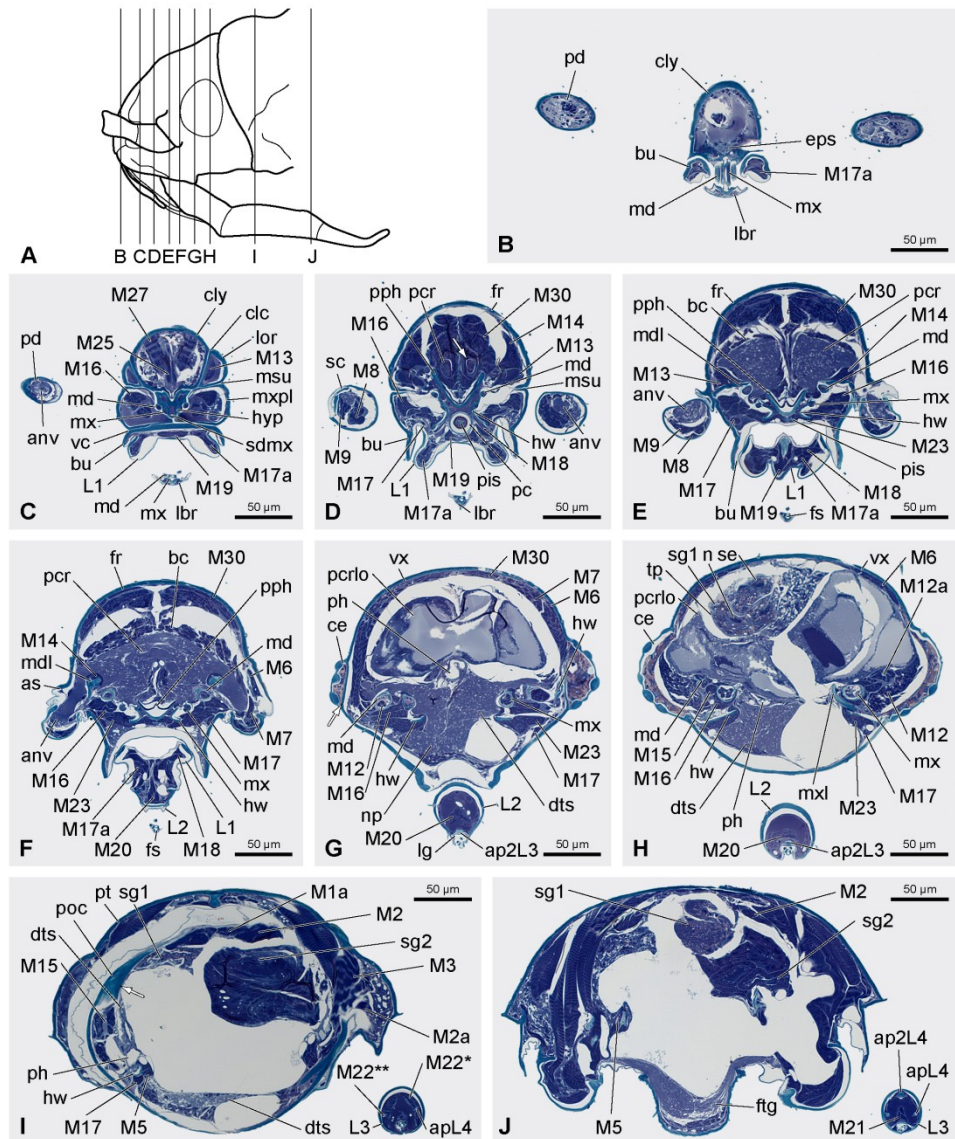 A
B CDEFGH I J
pd
cly
eps
bu
M17a
md
mx
lbr
B
50 µm
M27
cly
clc
M25
lor
M16
M13
pd
msu
md
mxpl
mx
hyp
anv
vc
sdmx
bu
M17a
L1
M19
md
mx
lbr
C
50 µm
pph
pcr
fr
M30
M16
M14
M13
md
sc
M8
msu
bu
hw
anv
M9
M18
M17
M19
pis
L1
pc
M17a
lbr
D
50 µm
fr
M30
bc
pcr
pph
M14
mdl
md
M16
M13
mx
anv
hw
M23
M9
pis
M8
M18
M17
L1
bu
M19
fs
M17a
E
50 µm
fr
bc
M30
pcr
pph
M14
md
mdl
M6
as
anv
M7
M16
M17
mx
M23
hw
M17a
L2
L1
M20
fs
M18
F
50 µm
vx
M30
pcrlo
M7
ph
M6
ce
hw
md
mx
M12
M23
hw
M16
M17
np
L2
dts
M20
lg
ap2L3
G
50 µm
sg1 n se
vx
M6
tp
M12a
pcrlo
ce
md
M12
M15
mx
M16
hw
mxl
L2
M23
M17
dts
ph
M20
ap2L3
H
50 µm
pt sg1
M1a
50 µm
poc
M2
dts
sg2
M15
M3
M2a
ph
M22**
M22*
hw
M17
M5
dts
L3
apL4
I
sg1
M2
50 µm
sg2
ap2L4
apL4
M5
ftg
M21
L3
J